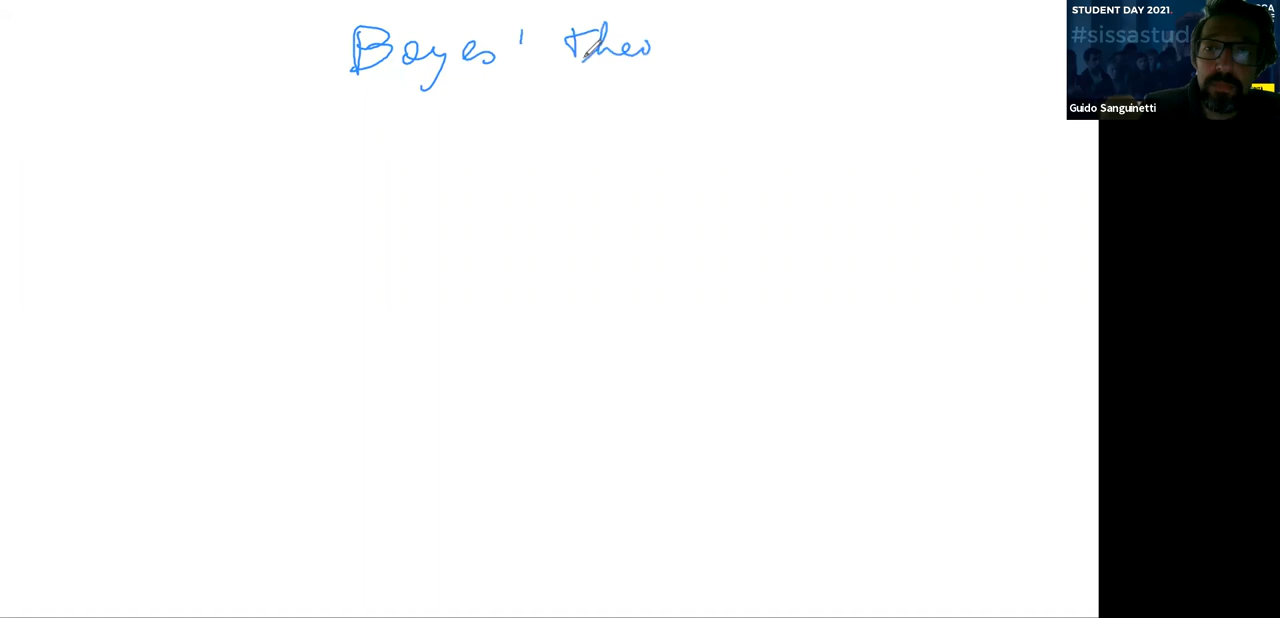 Bayes' theo
STUDENT DAY 2021.
#sissastud
Guido Sanguinetti